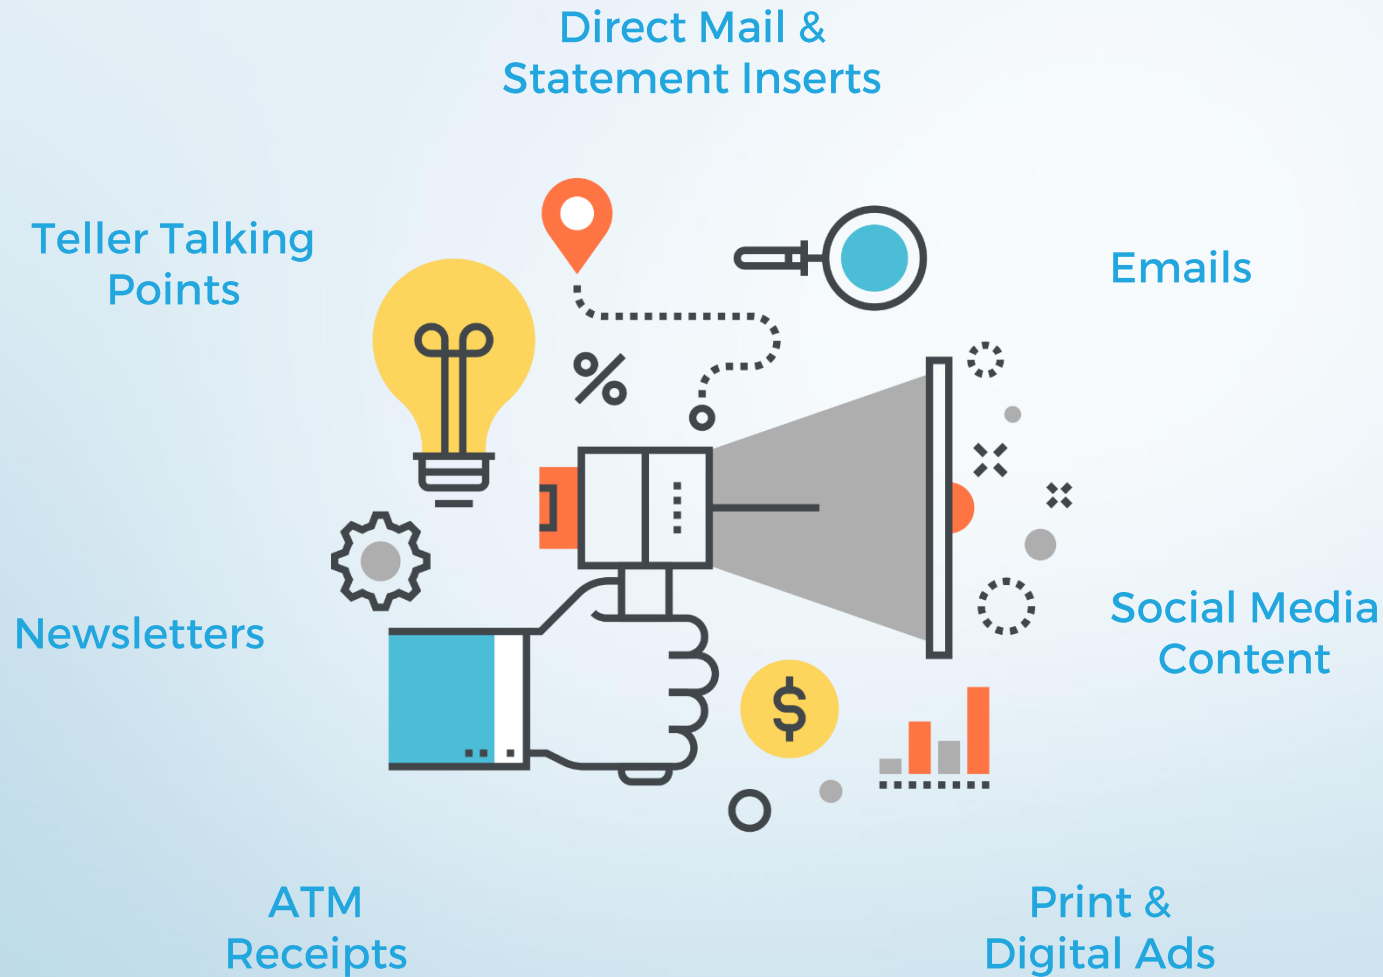 Direct Mail &
Statement Inserts
Teller Talking
Points
Emails
%
Newsletters
Social Media
Content
$
ATM
Receipts
Print &
Digital Ads